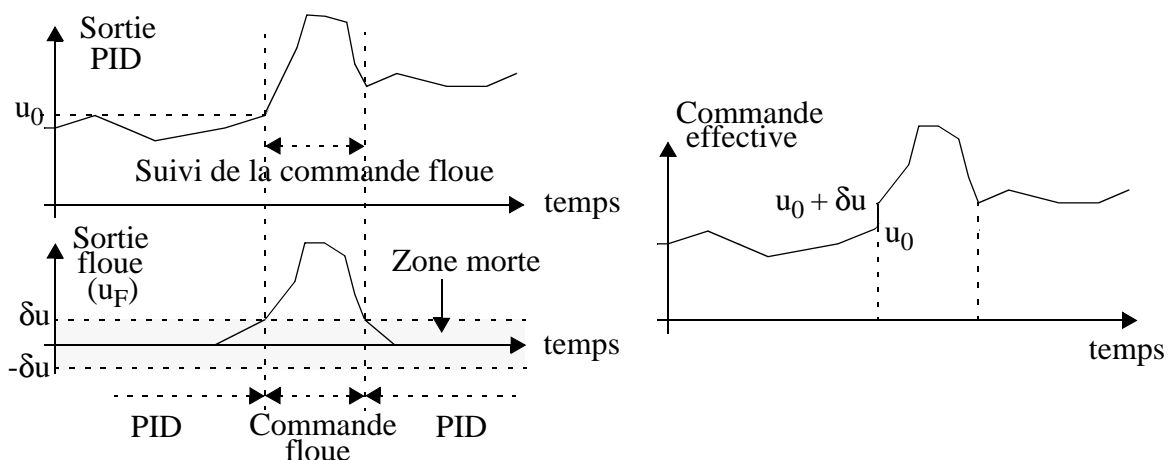 Sortie
PID
u0
Suivi de la commande floue
temps
Sortie
floue
(uF)
Zone morte
δu
-δu
temps
PID
Commande
floue
PID
Commande
effective
u0 + δu
u0
temps